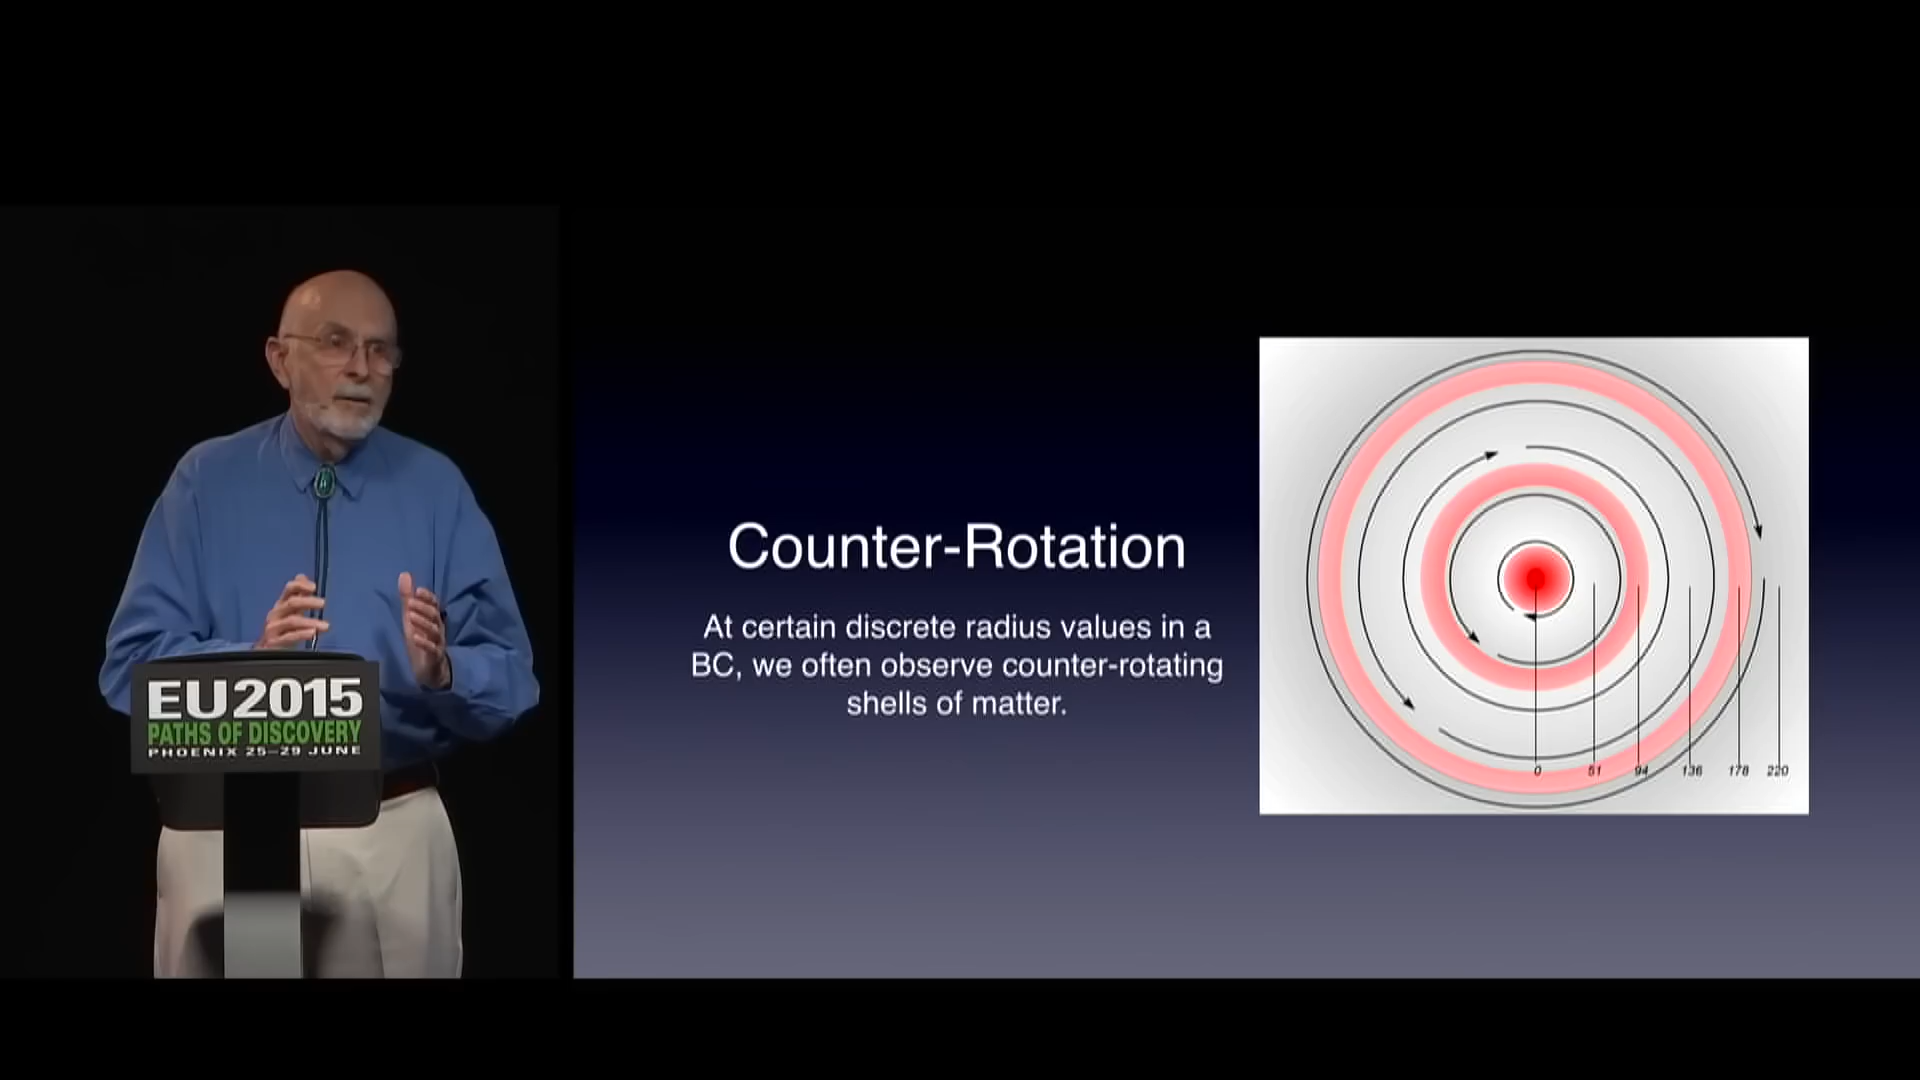 EU2015
PATHS OF DISCOVERY
PHOENIX 25–29 JUNE
Counter-Rotation
At certain discrete radius values in a
BC, we often observe counter-rotating
shells of matter.
0 51 94 136 178 220